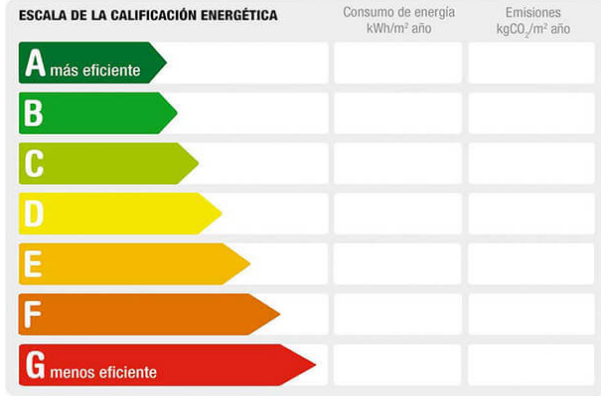 ESCALA DE LA CALIFICACIÓN ENERGÉTICA
Consumo de energía
kWh/m² año
Emisiones
kgCO₂/m² año
A más eficiente
B
C
D
E
F
G menos eficiente